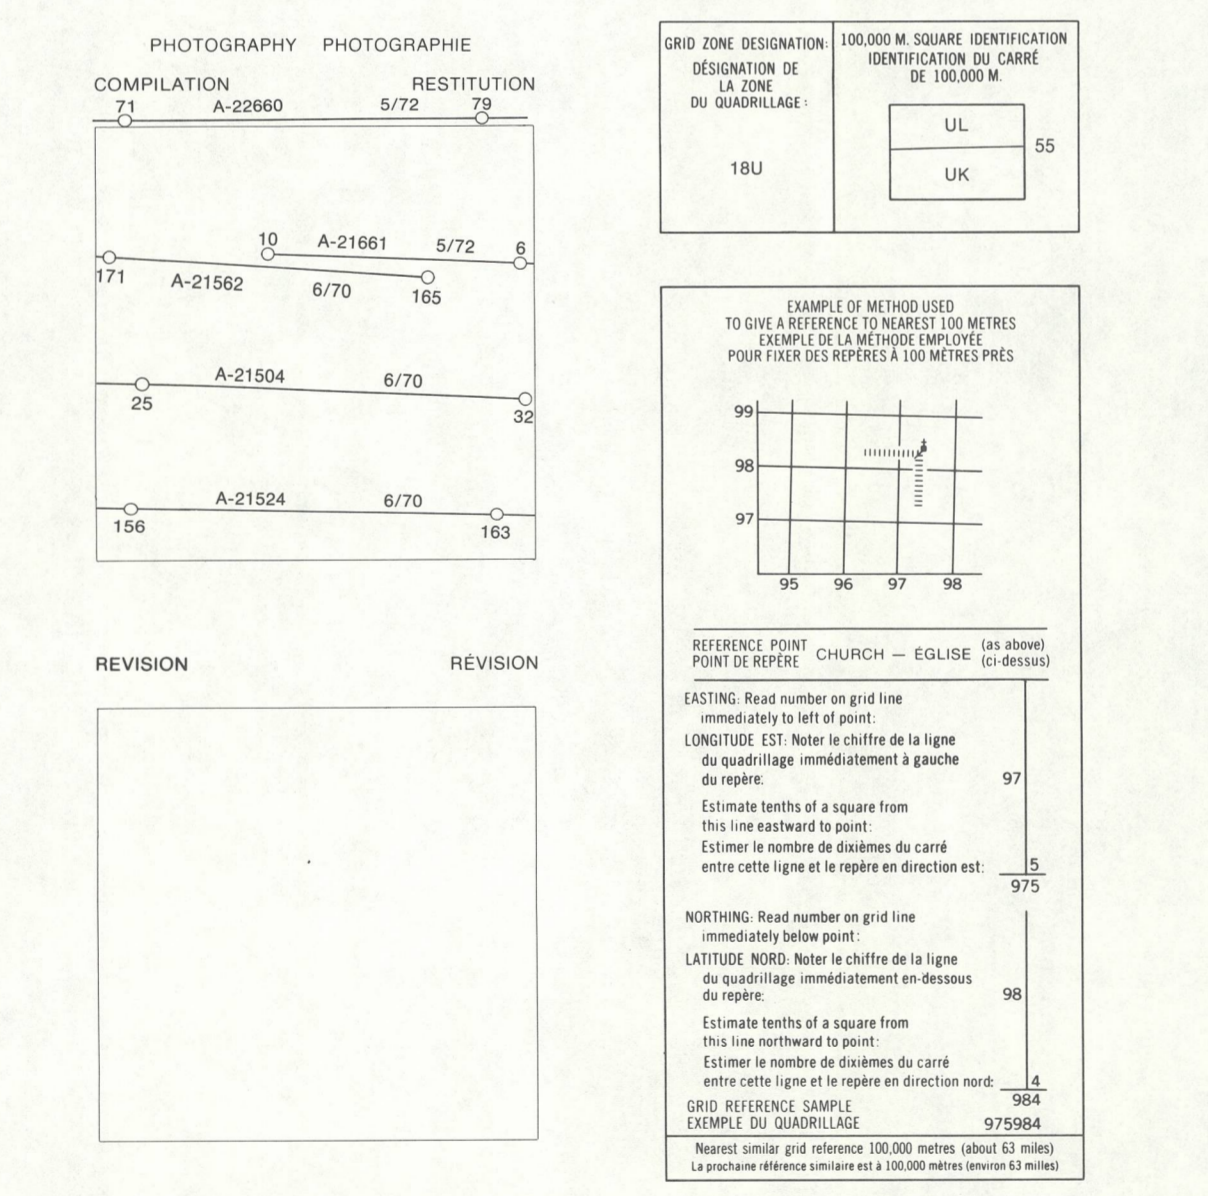 PHOTOGRAPHY PHOTOGRAPHIE
COMPILATION RESTITUTION
71 A-22660 5/72 79
10 A-21661 5/72 6
171 A-21562 6/70 165
A-21504 6/70
25 32
A-21524 6/70
156 163
REVISION RÉVISION
GRID ZONE DESIGNATION:
DÉSIGNATION DE
LA ZONE
DU QUADRILLAGE:
18U
100,000 M. SQUARE IDENTIFICATION
IDENTIFICATION DU CARRÉ
DE 100,000 M.
UL
55
UK
EXAMPLE OF METHOD USED
TO GIVE A REFERENCE TO NEAREST 100 METRES
EXEMPLE DE LA MÉTHODE EMPLOYÉE
POUR FIXER DES REPÈRES À 100 MÈTRES PRÈS
99
98
97
95 96 97 98
REFERENCE POINT
POINT DE REPÈRE
CHURCH — ÉGLISE
(as above)
(ci-dessus)
EASTING: Read number on grid line
immediately to left of point:
LONGITUDE EST: Noter le chiffre de la ligne
du quadrillage immédiatement à gauche
du repère: 97
Estimate tenths of a square from
this line eastward to point:
Estimer le nombre de dixièmes du carré
entre cette ligne et le repère en direction est: 5
975
NORTHING: Read number on grid line
immediately below point:
LATITUDE NORD: Noter le chiffre de la ligne
du quadrillage immédiatement en-dessous
du repère: 98
Estimate tenths of a square from
this line northward to point:
Estimer le nombre de dixièmes du carré
entre cette ligne et le repère en direction nord: 4
984
GRID REFERENCE SAMPLE
EXEMPLE DU QUADRILLAGE 975984
Nearest similar grid reference 100,000 metres (about 63 miles)
La prochaine référence similaire est à 100,000 mètres (environ 63 milles)